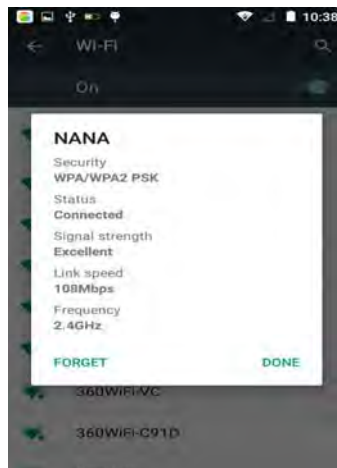 10:38
Wi-Fi
On
NANA
Security
WPA/WPA2 PSK
Status
Connected
Signal strength
Excellent
Link speed
108Mbps
Frequency
2.4GHz
FORGET DONE
360WiFi-VC
360WiFi-C91D